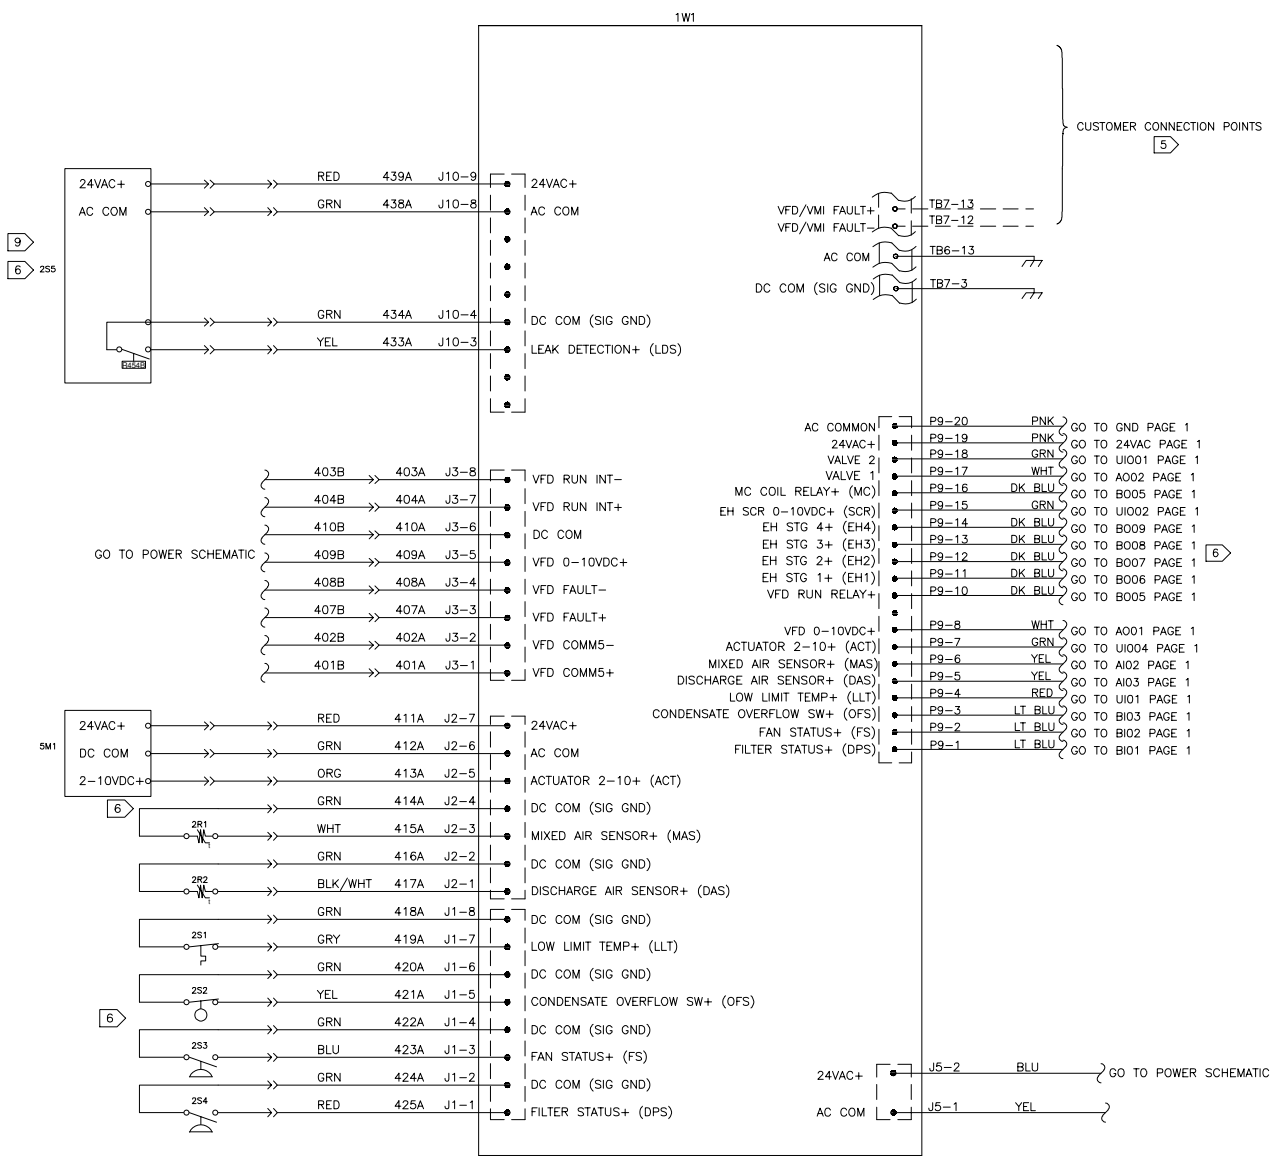 1W1
CUSTOMER CONNECTION POINTS
5
24VAC+ RED 439A J10-9 24VAC+
AC COM GRN 438A J10-8 AC COM
VFD/VMI FAULT+ TB7-13
VFD/VMI FAULT- TB7-12
9
6 2S5
AC COM TB6-13
DC COM (SIG GND) TB7-3
GRN 434A J10-4 DC COM (SIG GND)
YEL 433A J10-3 LEAK DETECTION+ (LDS)
R454B
AC COMMON P9-20 PNK GO TO GND PAGE 1
24VAC+ P9-19 PNK GO TO 24VAC PAGE 1
VALVE 2 P9-18 GRN GO TO UIO01 PAGE 1
VALVE 1 P9-17 WHT GO TO AO02 PAGE 1
MC COIL RELAY+ (MC) P9-16 DK BLU GO TO BO05 PAGE 1
EH SCR 0-10VDC+ (SCR) P9-15 GRN GO TO UIO02 PAGE 1
EH STG 4+ (EH4) P9-14 DK BLU GO TO BO09 PAGE 1
EH STG 3+ (EH3) P9-13 DK BLU GO TO BO08 PAGE 1
EH STG 2+ (EH2) P9-12 DK BLU GO TO BO07 PAGE 1
EH STG 1+ (EH1) P9-11 DK BLU GO TO BO06 PAGE 1
VFD RUN RELAY+ P9-10 DK BLU GO TO BO05 PAGE 1
6
VFD 0-10VDC+ P9-8 WHT GO TO AO01 PAGE 1
ACTUATOR 2-10+ (ACT) P9-7 GRN GO TO UIO04 PAGE 1
MIXED AIR SENSOR+ (MAS) P9-6 YEL GO TO AI02 PAGE 1
DISCHARGE AIR SENSOR+ (DAS) P9-5 YEL GO TO AI03 PAGE 1
LOW LIMIT TEMP+ (LLT) P9-4 RED GO TO UI01 PAGE 1
CONDENSATE OVERFLOW SW+ (OFS) P9-3 LT BLU GO TO BI03 PAGE 1
FAN STATUS+ (FS) P9-2 LT BLU GO TO BI02 PAGE 1
FILTER STATUS+ (DPS) P9-1 LT BLU GO TO BI01 PAGE 1
403B 403A J3-8 VFD RUN INT-
404B 404A J3-7 VFD RUN INT+
410B 410A J3-6 DC COM
GO TO POWER SCHEMATIC
409B 409A J3-5 VFD 0-10VDC+
408B 408A J3-4 VFD FAULT-
407B 407A J3-3 VFD FAULT+
402B 402A J3-2 VFD COMM5-
401B 401A J3-1 VFD COMM5+
24VAC+ RED 411A J2-7 24VAC+
5M1
DC COM GRN 412A J2-6 AC COM
2-10VDC+ ORG 413A J2-5 ACTUATOR 2-10+ (ACT)
6
GRN 414A J2-4 DC COM (SIG GND)
2R1 WHT 415A J2-3 MIXED AIR SENSOR+ (MAS)
1
GRN 416A J2-2 DC COM (SIG GND)
2R2 BLK/WHT 417A J2-1 DISCHARGE AIR SENSOR+ (DAS)
1
GRN 418A J1-8 DC COM (SIG GND)
2S1 GRY 419A J1-7 LOW LIMIT TEMP+ (LLT)
GRN 420A J1-6 DC COM (SIG GND)
2S2 YEL 421A J1-5 CONDENSATE OVERFLOW SW+ (OFS)
6
GRN 422A J1-4 DC COM (SIG GND)
2S3 BLU 423A J1-3 FAN STATUS+ (FS)
GRN 424A J1-2 DC COM (SIG GND)
2S4 RED 425A J1-1 FILTER STATUS+ (DPS)
24VAC+ J5-2 BLU GO TO POWER SCHEMATIC
AC COM J5-1 YEL